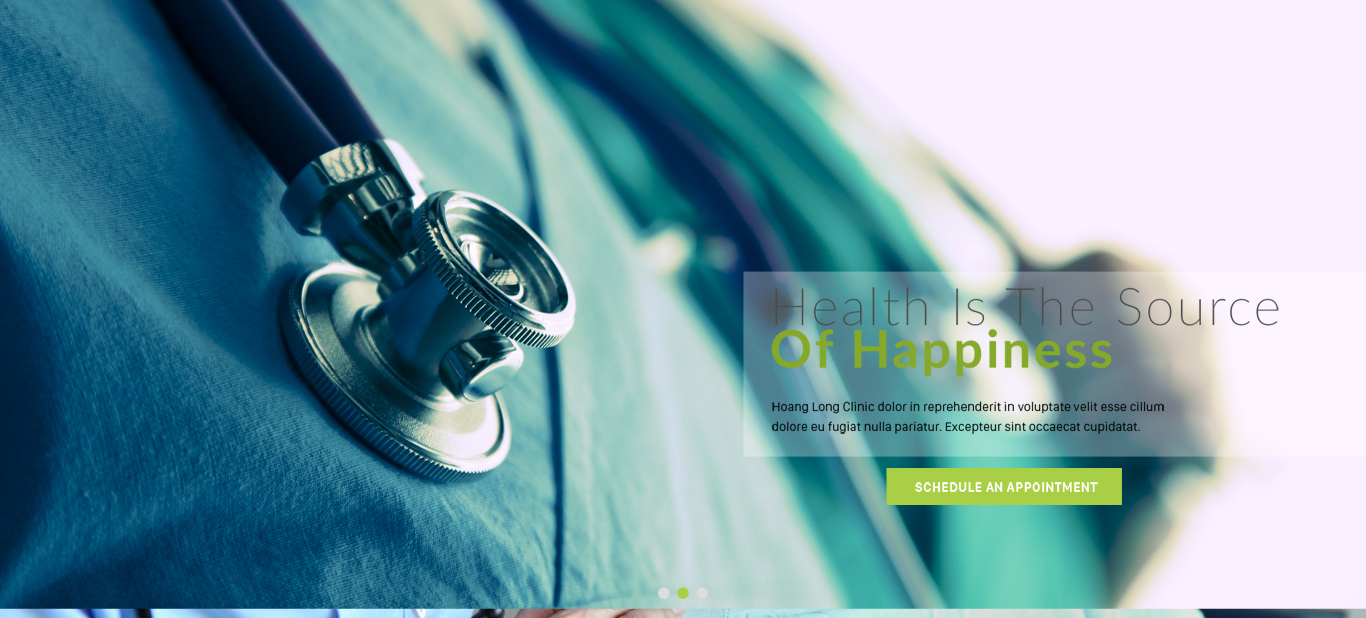 Health Is The Source
Of Happiness
Hoang Long Clinic dolor in reprehenderit in voluptate velit esse cillum
dolore eu fugiat nulla pariatur. Excepteur sint occaecat cupidatat.
SCHEDULE AN APPOINTMENT